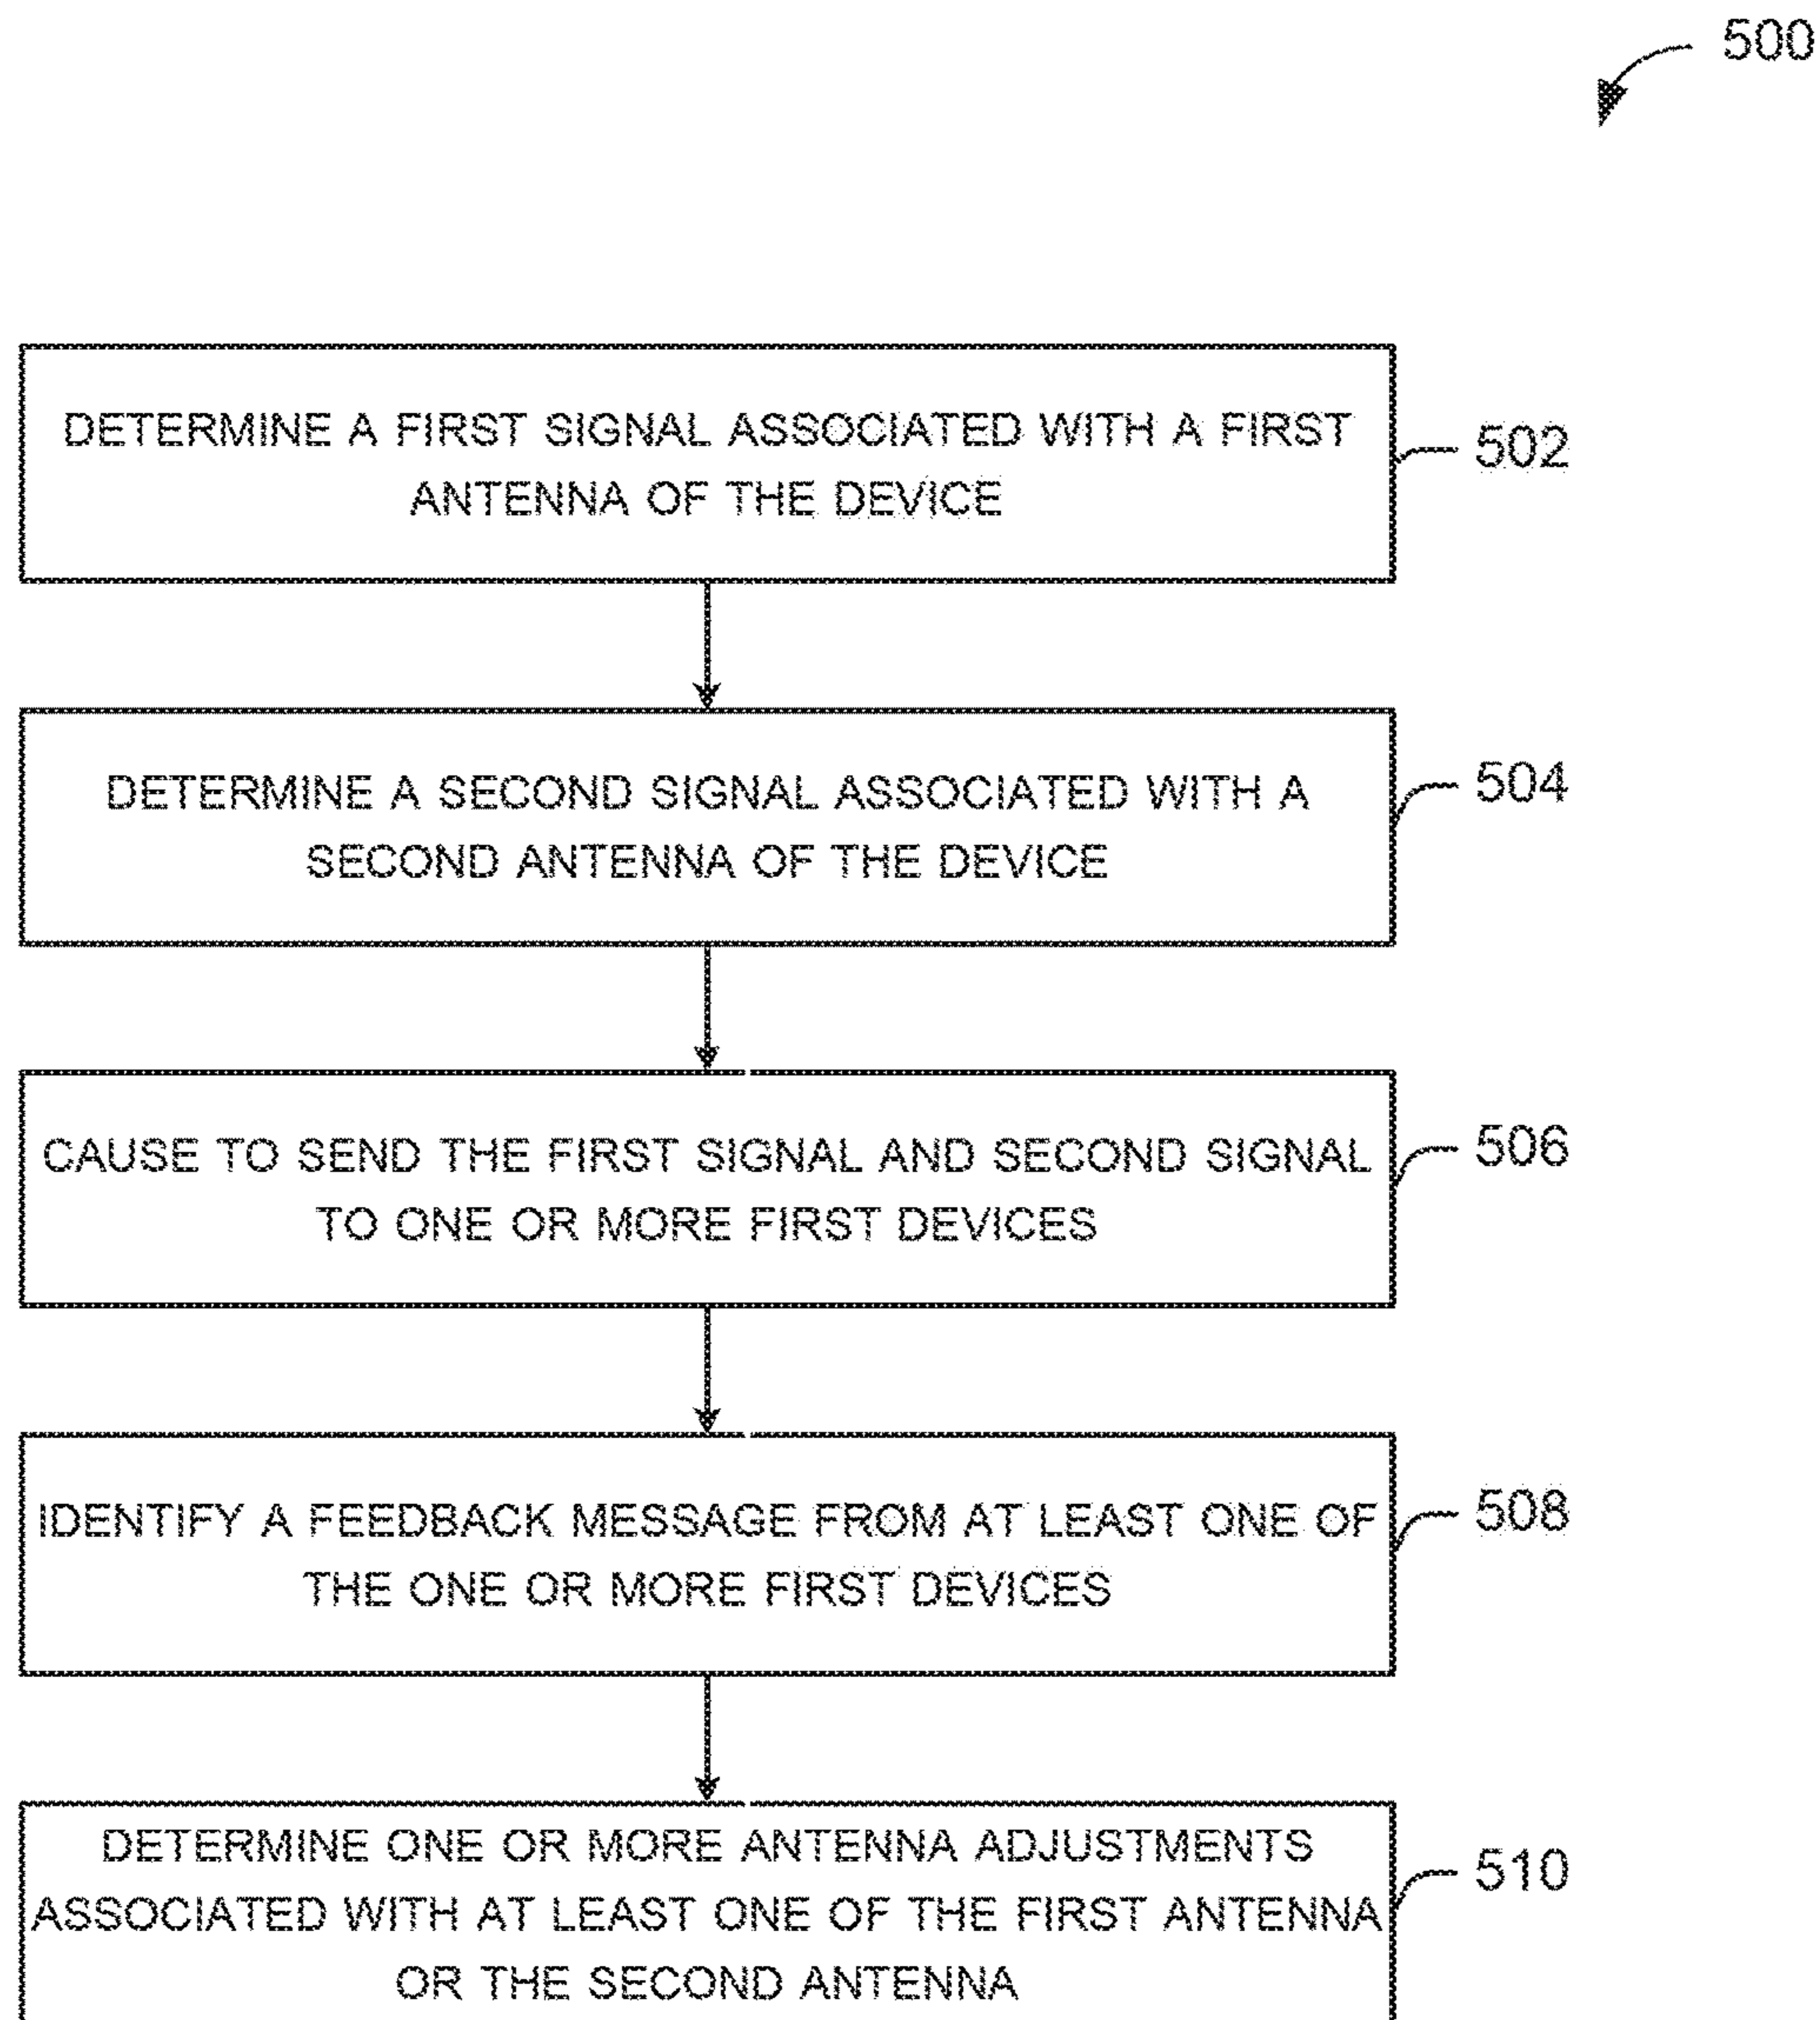 500
DETERMINE A FIRST SIGNAL ASSOCIATED WITH A FIRST
ANTENNA OF THE DEVICE
502
DETERMINE A SECOND SIGNAL ASSOCIATED WITH A
SECOND ANTENNA OF THE DEVICE
504
CAUSE TO SEND THE FIRST SIGNAL AND SECOND SIGNAL
TO ONE OR MORE FIRST DEVICES
506
IDENTIFY A FEEDBACK MESSAGE FROM AT LEAST ONE OF
THE ONE OR MORE FIRST DEVICES
508
DETERMINE ONE OR MORE ANTENNA ADJUSTMENTS
ASSOCIATED WITH AT LEAST ONE OF THE FIRST ANTENNA
OR THE SECOND ANTENNA
510